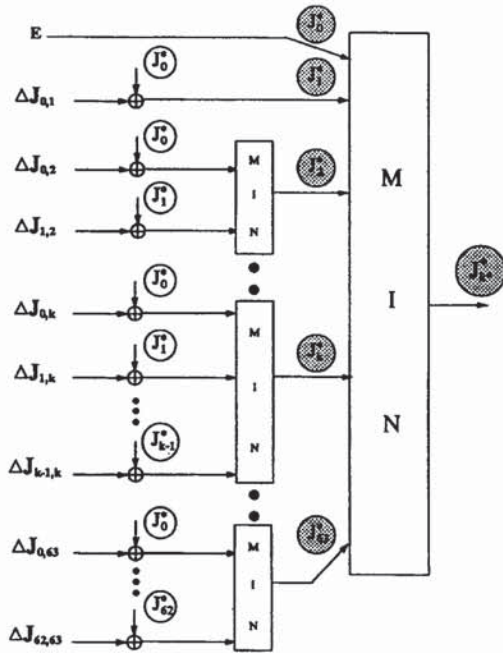 E
J*0
J*0
ΔJ0,1
J*1
J*0
ΔJ0,2
M I N
J*2
J*1
ΔJ1,2
M I N
J*k*
J*0
ΔJ0,k
J*1
ΔJ1,k
M I N
J*k
J*k-1
ΔJk-1,k
J*0
J*63
ΔJ0,63
M I N
J*62
ΔJ62,63